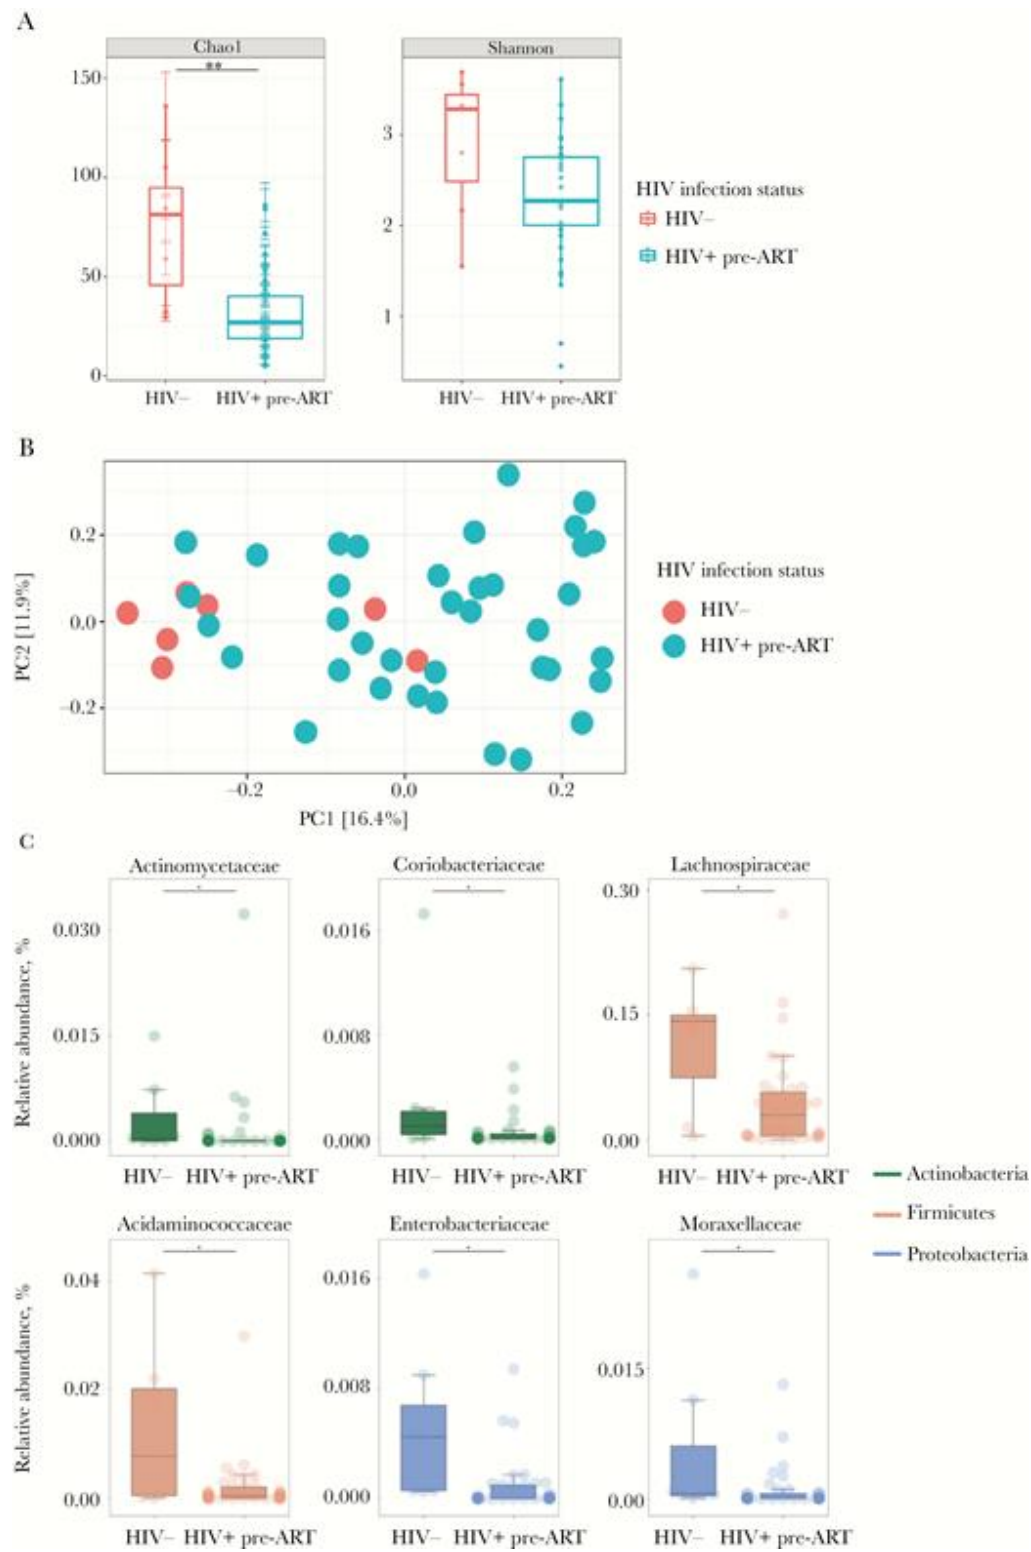 A
Chao1
Shannon
**
150
100
50
0
3
2
1
HIV– HIV+ pre-ART
HIV– HIV+ pre-ART
HIV infection status
HIV–
HIV+ pre-ART
B
PC2 [11.9%]
0.2
0.0
–0.2
–0.2
0.0
0.2
PC1 [16.4%]
HIV infection status
HIV–
HIV+ pre-ART
C
Actinomycetaceae
Coriobacteriaceae
Lachnospiraceae
Relative abundance, %
*
0.030
0.015
0.000
*
0.016
0.008
0.000
*
0.30
0.15
0.00
HIV– HIV+ pre-ART
HIV– HIV+ pre-ART
HIV– HIV+ pre-ART
Acidaminococcaceae
Enterobacteriaceae
Moraxellaceae
Relative abundance, %
*
0.04
0.02
0.00
*
0.016
0.008
0.000
*
0.015
0.00
HIV– HIV+ pre-ART
HIV– HIV+ pre-ART
HIV– HIV+ pre-ART
Actinobacteria
Firmicutes
Proteobacteria